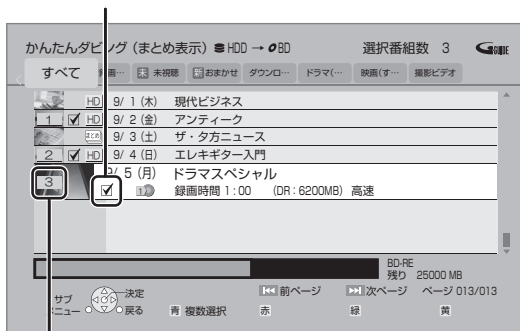 かんたんダビング (まとめ表示) HDD → BD 選択番組数 3 GGUIDE
すべて 画… 未視聴 新おまかせ ダウンロ… ドラマ(… 映画(す… 撮影ビデオ
HD 9/ 1 (木) 現代ビジネス
1 HD 9/ 2 (金) アンティーク
まとめ 9/ 3 (土) ザ・夕方ニュース
2 HD 9/ 4 (日) エレキギター入門
3 9/ 5 (月) ドラマスペシャル
1 録画時間 1:00 (DR:6200MB) 高速
BD-RE
残り 25000 MB
サブメニュー 決定 戻る 青 複数選択 前ページ 赤 次ページ 緑 ページ 013/013 黄